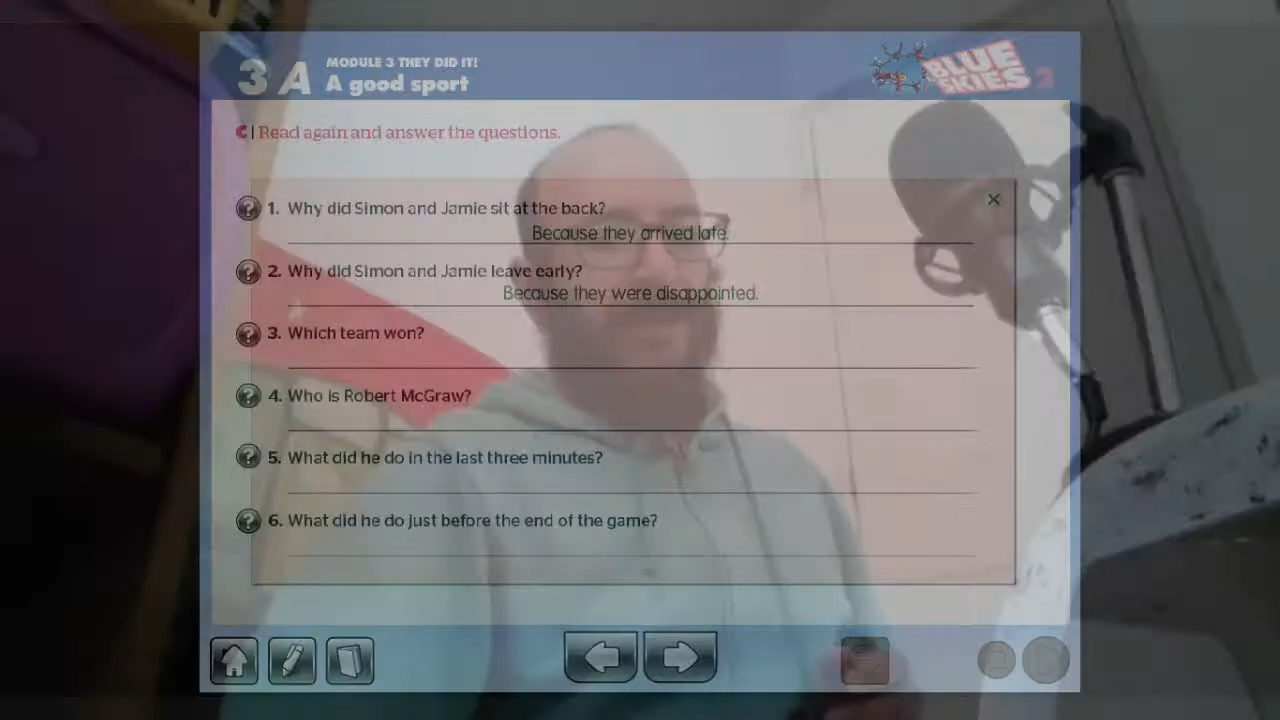 3 A
MODULE 3 THEY DID IT!
A good sport
BLUE
SKIES 2
C | Read again and answer the questions.
1. Why did Simon and Jamie sit at the back?
Because they arrived late.
2. Why did Simon and Jamie leave early?
Because they were disappointed.
3. Which team won?
4. Who is Robert McGraw?
5. What did he do in the last three minutes?
6. What did he do just before the end of the game?